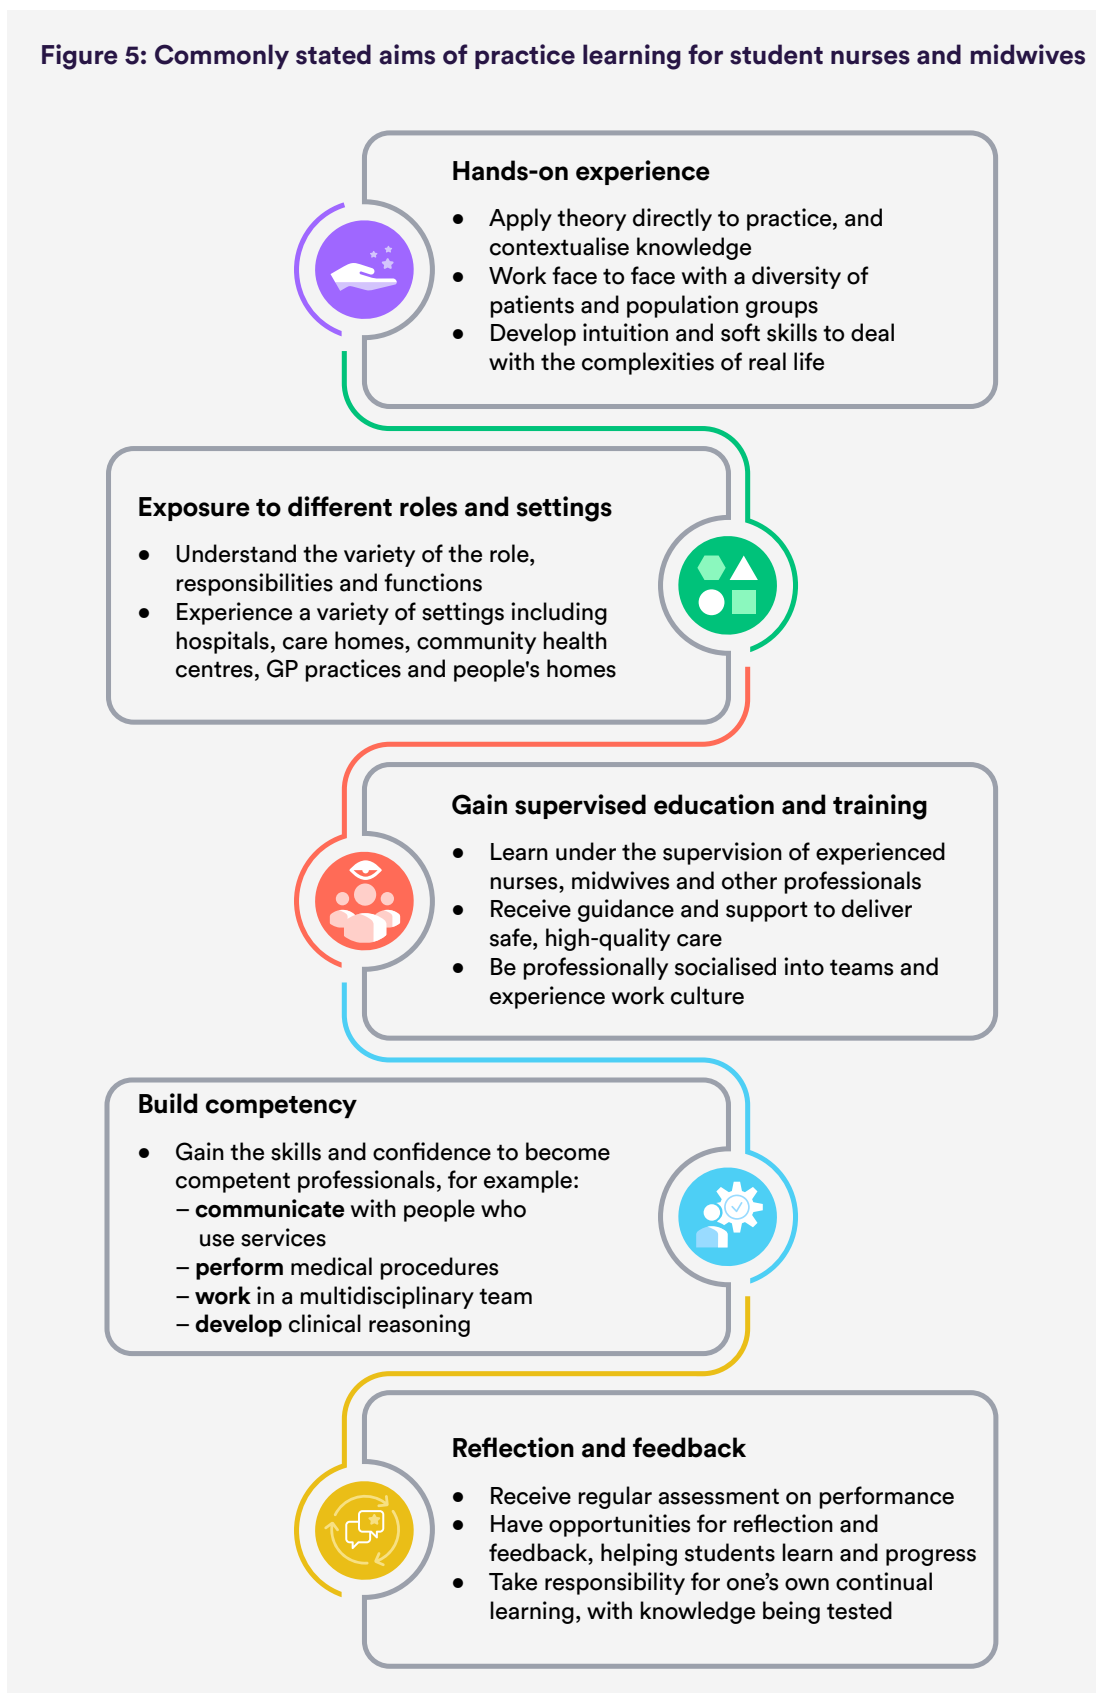 Figure 5: Commonly stated aims of practice learning for student nurses and midwives
Hands-on experience
● Apply theory directly to practice, and
contextualise knowledge
● Work face to face with a diversity of
patients and population groups
● Develop intuition and soft skills to deal
with the complexities of real life
Exposure to different roles and settings
● Understand the variety of the role,
responsibilities and functions
● Experience a variety of settings including
hospitals, care homes, community health
centres, GP practices and people's homes
Gain supervised education and training
● Learn under the supervision of experienced
nurses, midwives and other professionals
● Receive guidance and support to deliver
safe, high-quality care
● Be professionally socialised into teams and
experience work culture
Build competency
● Gain the skills and confidence to become
competent professionals, for example:
– communicate with people who
use services
– perform medical procedures
– work in a multidisciplinary team
– develop clinical reasoning
Reflection and feedback
● Receive regular assessment on performance
● Have opportunities for reflection and
feedback, helping students learn and progress
● Take responsibility for one’s own continual
learning, with knowledge being tested